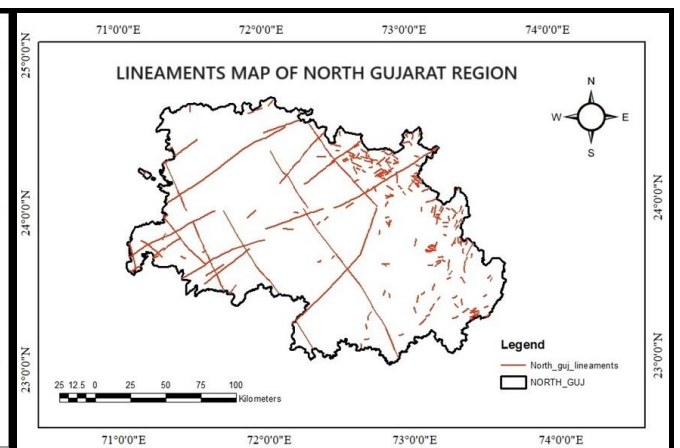 71°0'0"E 72°0'0"E 73°0'0"E 74°0'0"E
25°0'0"N
LINEAMENTS MAP OF NORTH GUJARAT REGION
N
W E
S
24°0'0"N 24°0'0"N
Legend
North_guj_lineaments
NORTH_GUJ
23°0'0"N 23°0'0"N
25 12.5 0 25 50 75 100
Kilometers
71°0'0"E 72°0'0"E 73°0'0"E 74°0'0"E